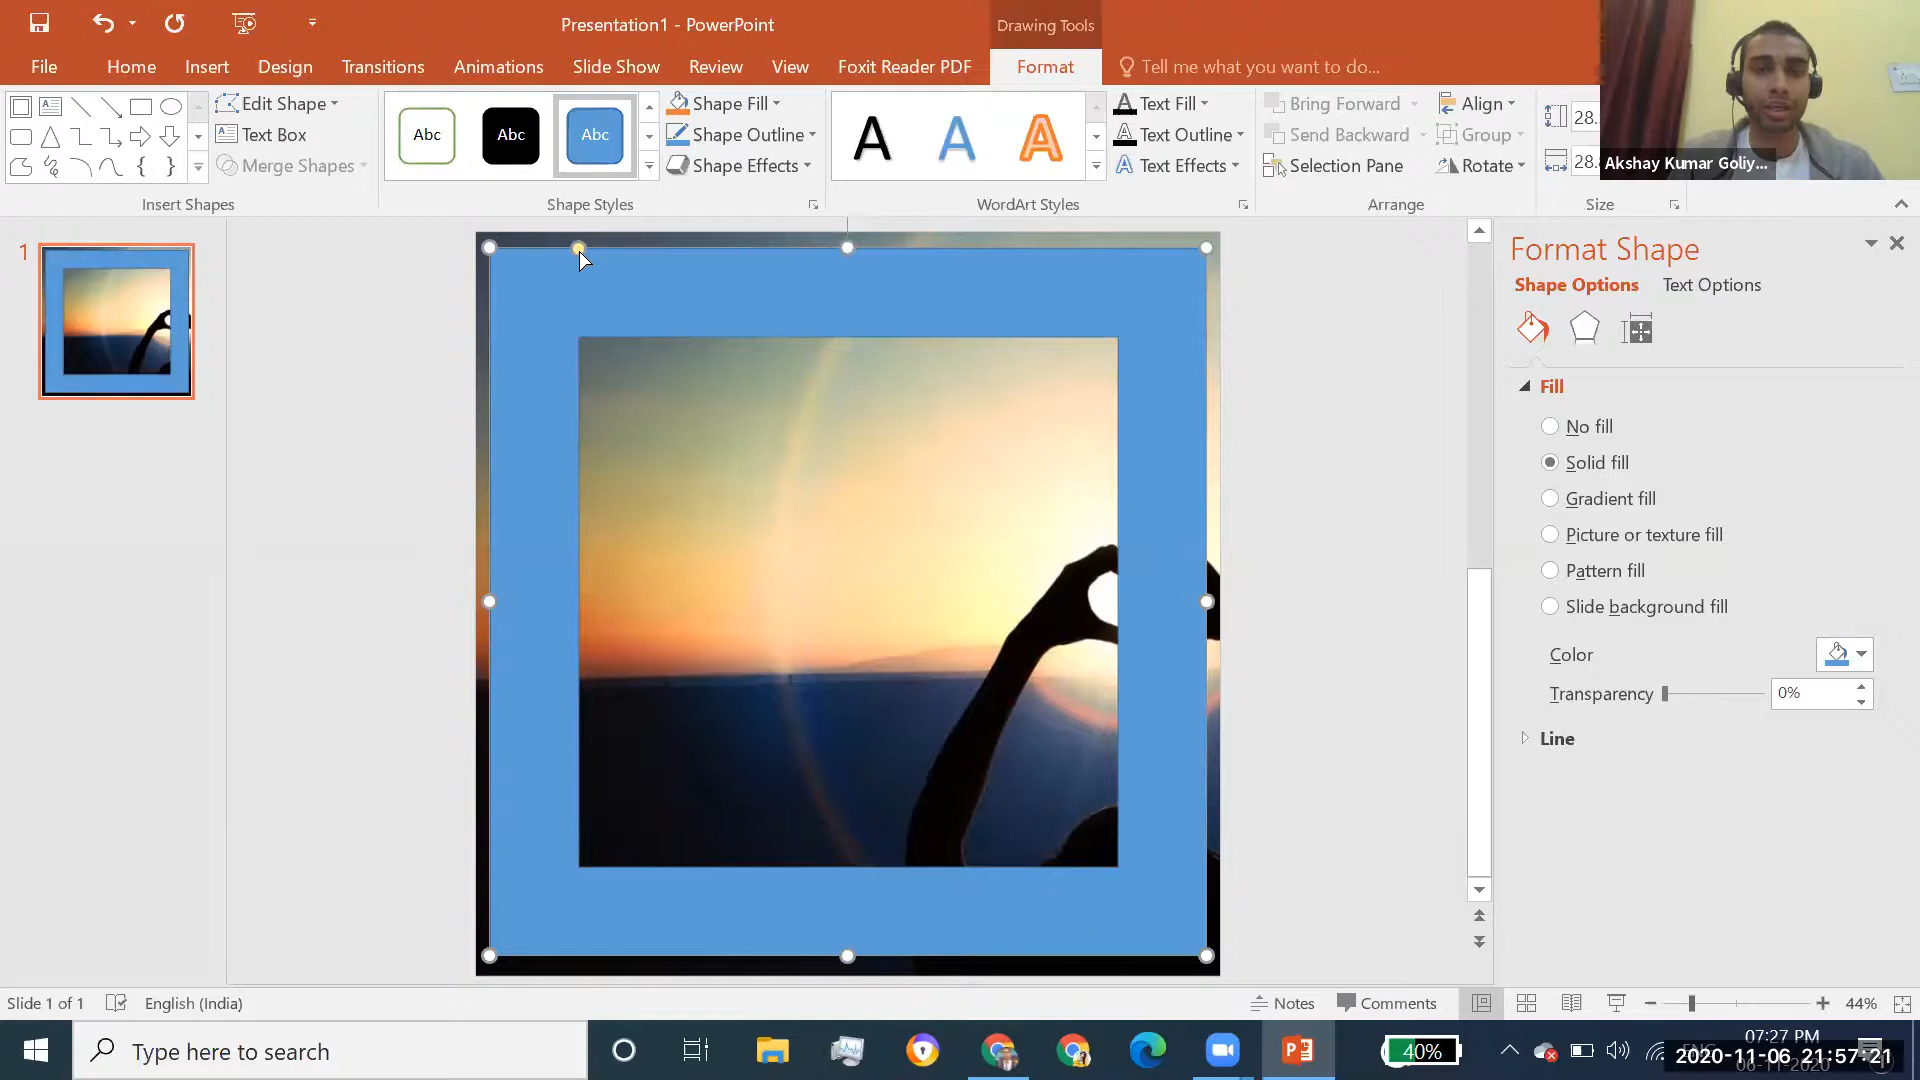 Presentation1 - PowerPoint
Drawing Tools
File
Home
Insert
Design
Transitions
Animations
Slide Show
Review
View
Foxit Reader PDF
Format
Tell me what you want to do...
Edit Shape
Text Box
Merge Shapes
Insert Shapes
Abc
Abc
Abc
Shape Fill
Shape Outline
Shape Effects
Shape Styles
A
A
A
Text Fill
Text Outline
Text Effects
WordArt Styles
Bring Forward
Send Backward
Selection Pane
Align
Group
Rotate
Arrange
28.
28.
Size
Akshay Kumar Goliy...
1
Format Shape
Shape Options
Text Options
Fill
No fill
Solid fill
Gradient fill
Picture or texture fill
Pattern fill
Slide background fill
Color
Transparency
0%
Line
Slide 1 of 1
English (India)
Notes
Comments
44%
Type here to search
40%
07:27 PM
2020-11-06 21:57:21
06-11-2020